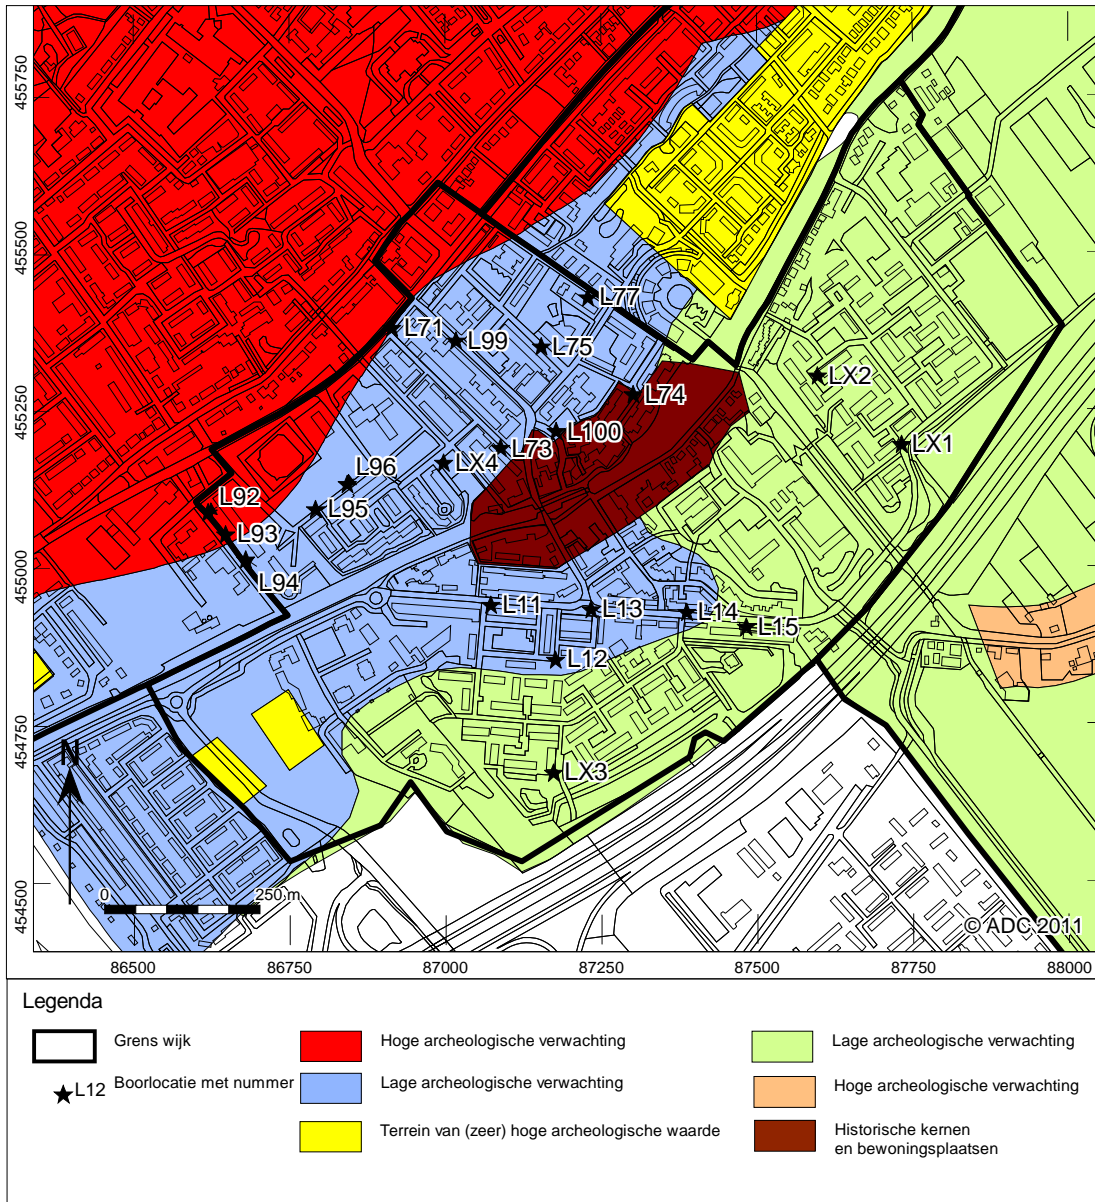 455750
455500
455250
455000
454750
454500
L77
L71
L99
L75
LX2
L74
L100
LX1
L73
LX4
L96
L92
L95
L93
L94
L11
L13
L14
L15
L12
N
LX3
0
250 m
© ADC 2011
86500
86750
87000
87250
87500
87750
88000
Legenda
Grens wijk
L12
Boorlocatie met nummer
Hoge archeologische verwachting
Lage archeologische verwachting
Terrein van (zeer) hoge archeologische waarde
Lage archeologische verwachting
Hoge archeologische verwachting
Historische kernen
en bewoningsplaatsen